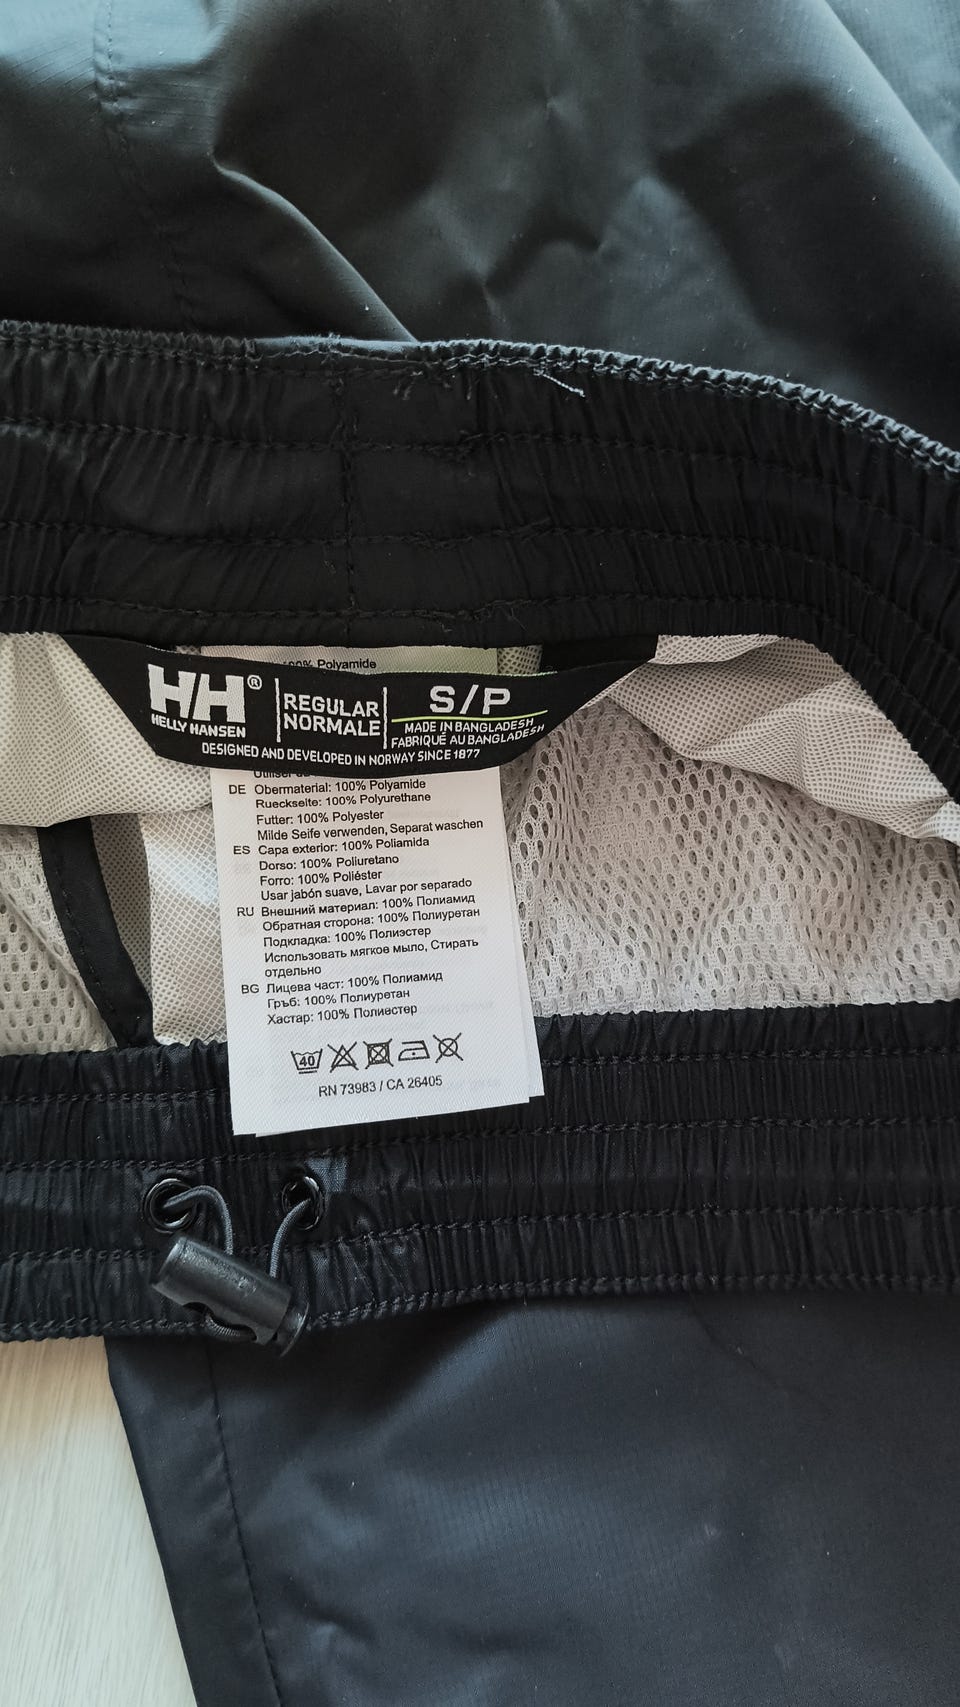 100% Polyamide
HH®
HELLY HANSEN
REGULAR
NORMALE
S/P
MADE IN BANGLADESH
FABRIQUÉ AU BANGLADESH
DESIGNED AND DEVELOPED IN NORWAY SINCE 1877
Utiliser
DE Obermaterial: 100% Polyamide
Rueckseite: 100% Polyurethane
Futter: 100% Polyester
Milde Seife verwenden, Separat waschen
ES Capa exterior: 100% Poliamida
Dorso: 100% Poliuretano
Forro: 100% Poliéster
Usar jabón suave, Lavar por separado
RU Внешний материал: 100% Полиамид
Обратная сторона: 100% Полиуретан
Подкладка: 100% Полиэстер
Использовать мягкое мыло, Стирать
отдельно
BG Лицева част: 100% Полиамид
Гръб: 100% Полиуретан
Хастар: 100% Полиестер
40
RN 73983 / CA 26405